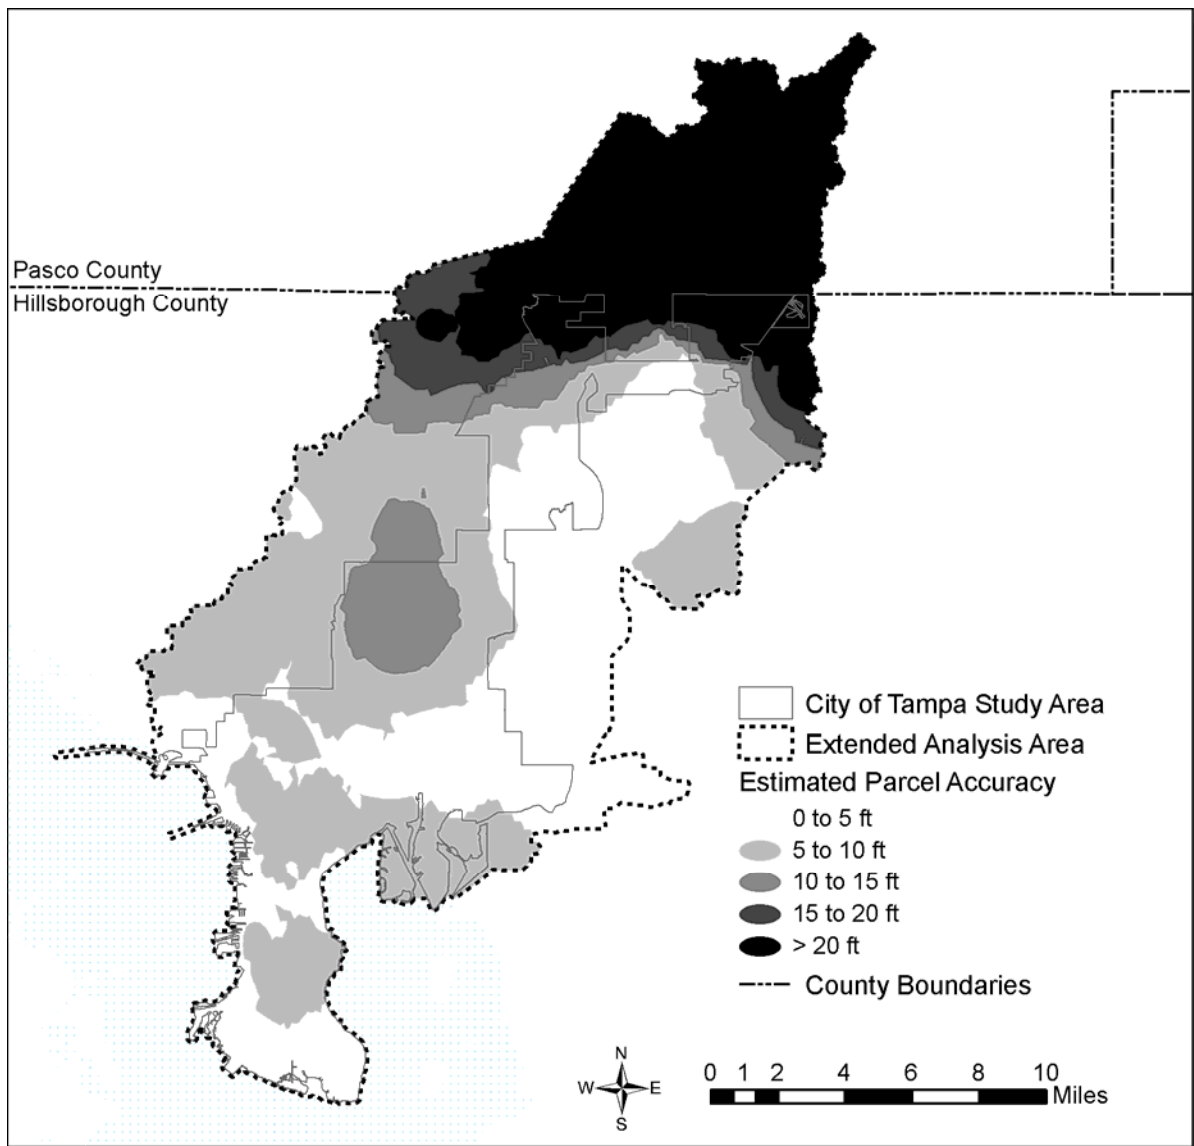 Pasco County
Hillsborough County
City of Tampa Study Area
Extended Analysis Area
Estimated Parcel Accuracy
0 to 5 ft
5 to 10 ft
10 to 15 ft
15 to 20 ft
> 20 ft
County Boundaries
N
W E
S
0 1 2 4 6 8 10
Miles